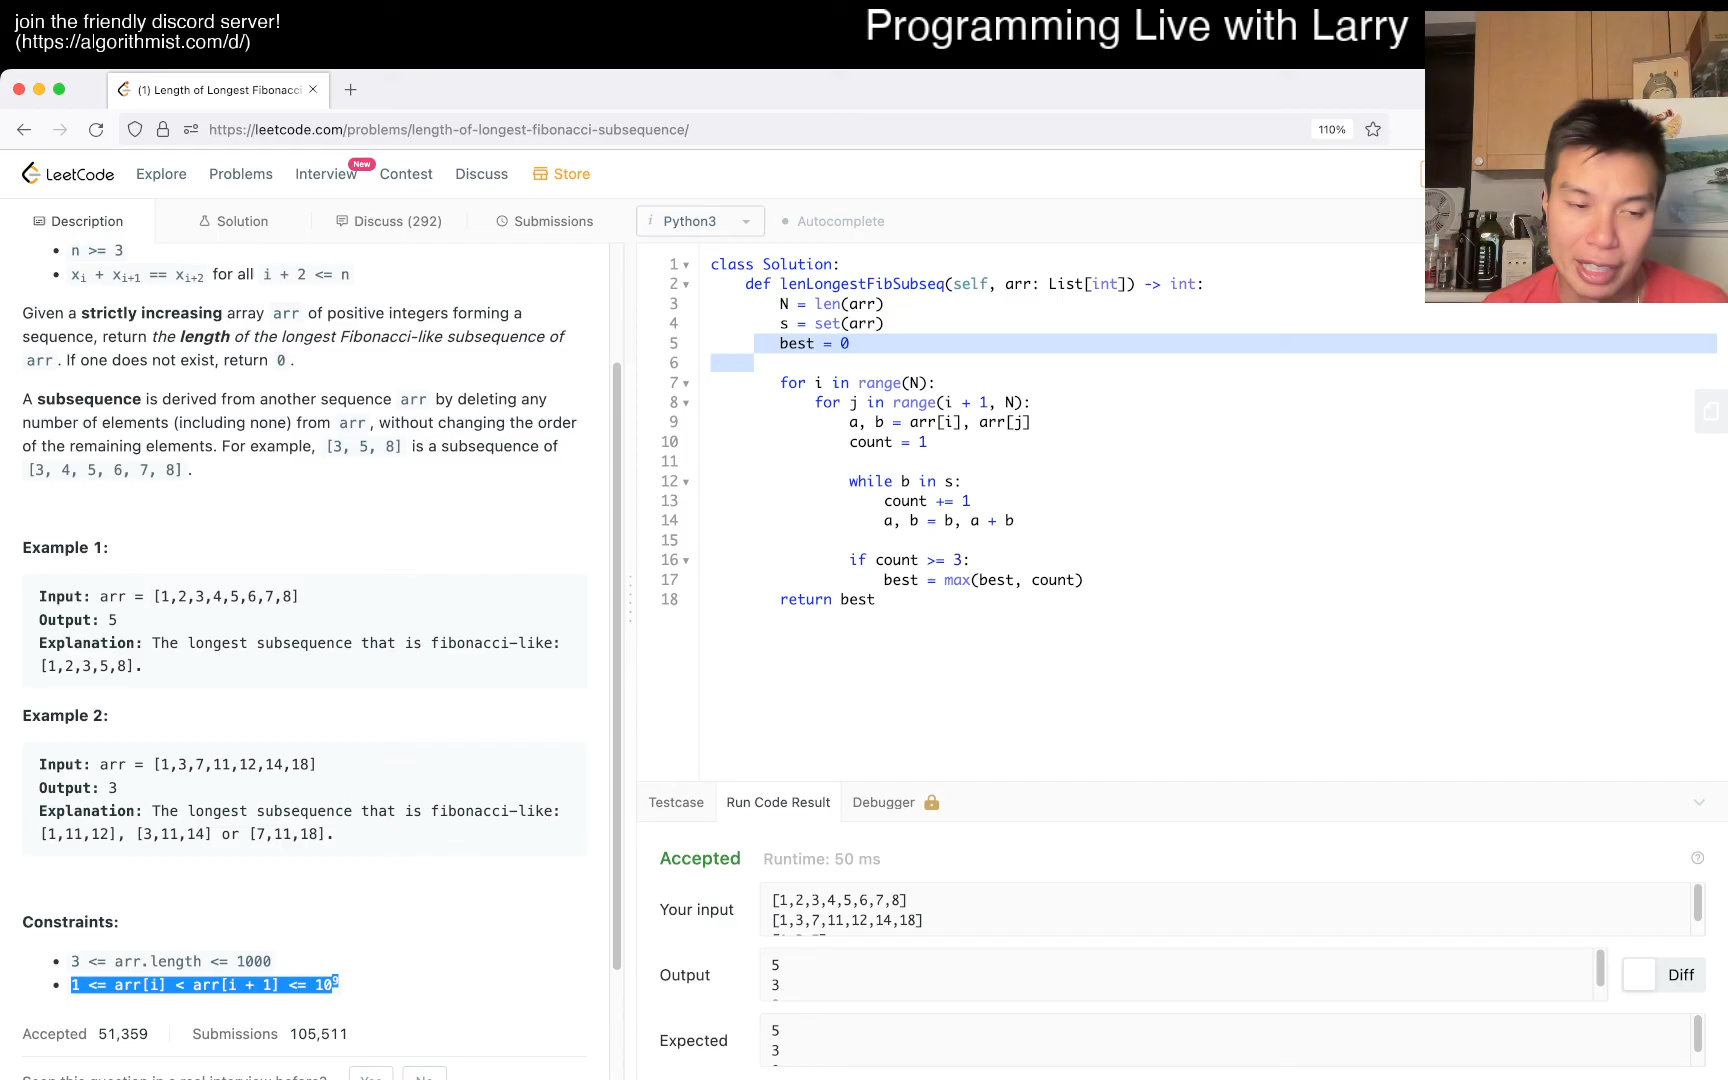 join the friendly discord server!
(https://algorithmist.com/d/)
Programming Live with Larry
(1) Length of Longest Fibonacci
https://leetcode.com/problems/length-of-longest-fibonacci-subsequence/
110%
LeetCode
Explore
Problems
Interview
New
Contest
Discuss
Store
Description
Solution
Discuss (292)
Submissions
i Python3
Autocomplete
n >= 3
xi + xi+1 == xi+2 for all i + 2 <= n
Given a strictly increasing array arr of positive integers forming a
sequence, return the length of the longest Fibonacci-like subsequence of
arr. If one does not exist, return 0.
A subsequence is derived from another sequence arr by deleting any
number of elements (including none) from arr, without changing the order
of the remaining elements. For example, [3, 5, 8] is a subsequence of
[3, 4, 5, 6, 7, 8].
Example 1:
Input: arr = [1,2,3,4,5,6,7,8]
Output: 5
Explanation: The longest subsequence that is fibonacci-like:
[1,2,3,5,8].
Example 2:
Input: arr = [1,3,7,11,12,14,18]
Output: 3
Explanation: The longest subsequence that is fibonacci-like:
[1,11,12], [3,11,14] or [7,11,18].
Constraints:
3 <= arr.length <= 1000
1 <= arr[i] < arr[i + 1] <= 10^9
Accepted 51,359
Submissions 105,511
1 class Solution:
2 def lenLongestFibSubseq(self, arr: List[int]) -> int:
3 N = len(arr)
4 s = set(arr)
5 best = 0
6
7 for i in range(N):
8 for j in range(i + 1, N):
9 a, b = arr[i], arr[j]
10 count = 1
11
12 while b in s:
13 count += 1
14 a, b = b, a + b
15
16 if count >= 3:
17 best = max(best, count)
18 return best
Testcase
Run Code Result
Debugger
Accepted
Runtime: 50 ms
Your input
[1,2,3,4,5,6,7,8]
[1,3,7,11,12,14,18]
Output
5
3
Diff
Expected
5
3